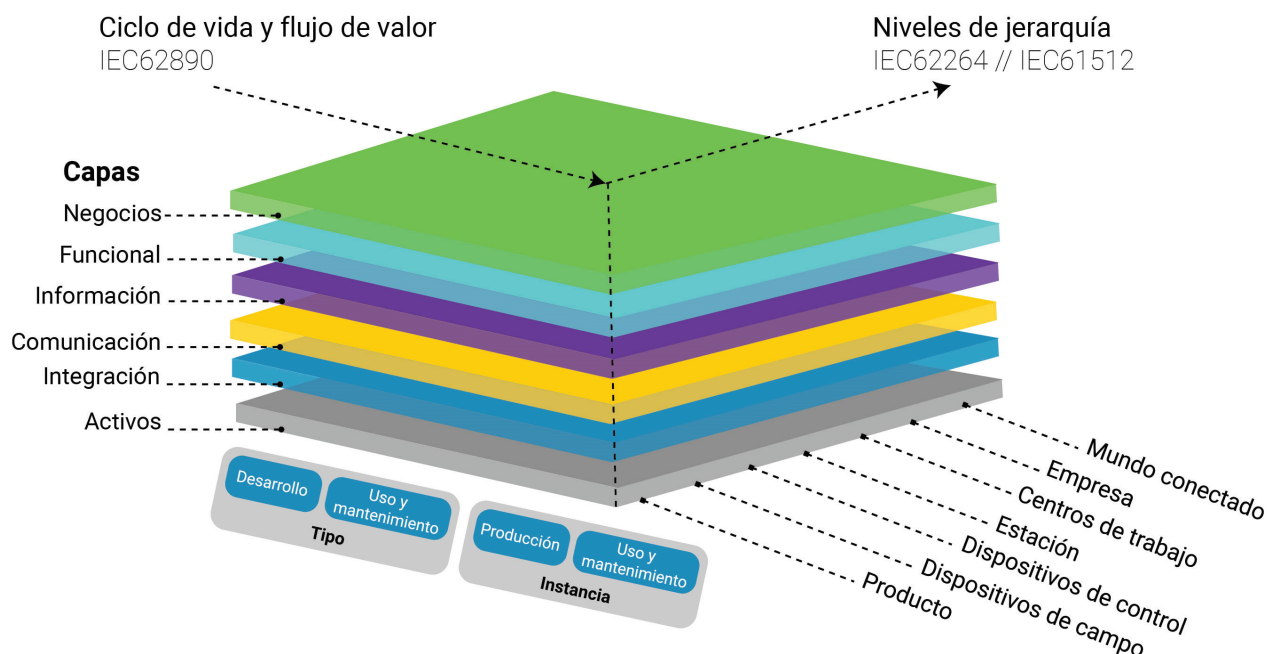 Ciclo de vida y flujo de valor
IEC62890
Niveles de jerarquía
IEC62264 // IEC61512
Capas
Negocios
Funcional
Información
Comunicación
Integración
Activos
Desarrollo
Uso y
mantenimiento
Tipo
Producción
Uso y
mantenimiento
Instancia
Mundo conectado
Empresa
Centros de trabajo
Estación
Dispositivos de control
Dispositivos de campo
Producto